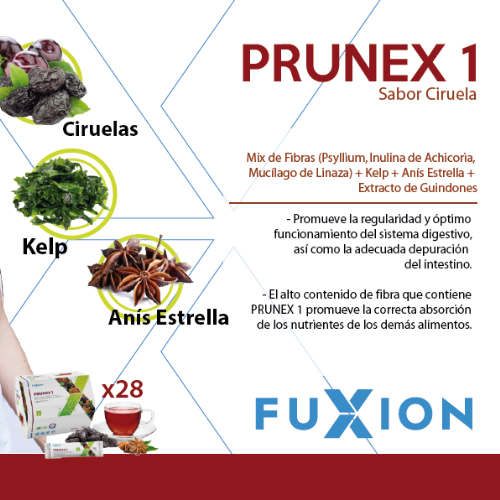 PRUNEX 1
Sabor Ciruela
Ciruelas
Mix de Fibras (Psyllium, Inulina de Achicoria,
Mucílago de Linaza) + Kelp + Anís Estrella +
Extracto de Guindones
- Promueve la regularidad y óptimo
funcionamiento del sistema digestivo,
así como la adecuada depuración
del intestino.
Kelp
- El alto contenido de fibra que contiene
PRUNEX 1 promueve la correcta absorción
de los nutrientes de los demás alimentos.
Anís Estrella
x28
PRUNEX 1
FUXION